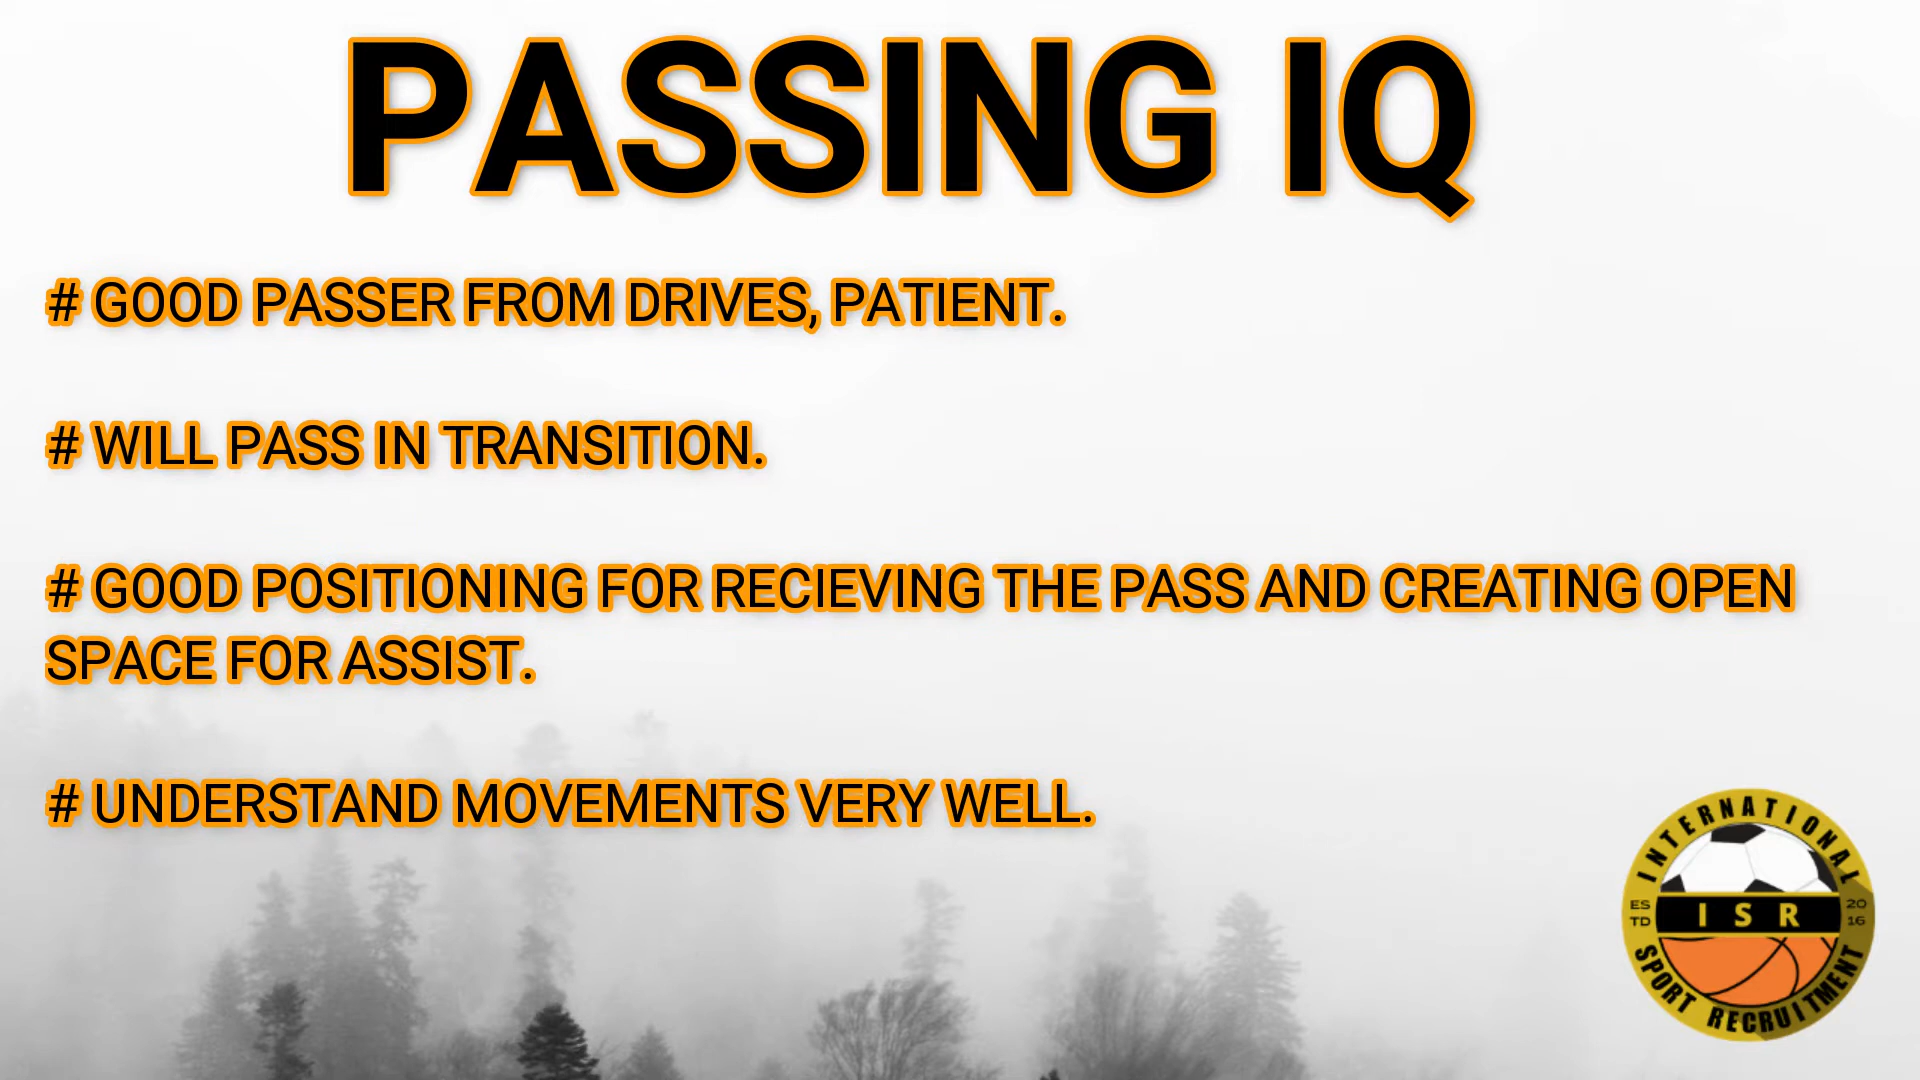 PASSING IQ
# GOOD PASSER FROM DRIVES, PATIENT.
# WILL PASS IN TRANSITION.
# GOOD POSITIONING FOR RECIEVING THE PASS AND CREATING OPEN
SPACE FOR ASSIST.
# UNDERSTAND MOVEMENTS VERY WELL.
INTERNATIONAL
ES
TD
ISR
20
16
SPORT RECRUITMENT